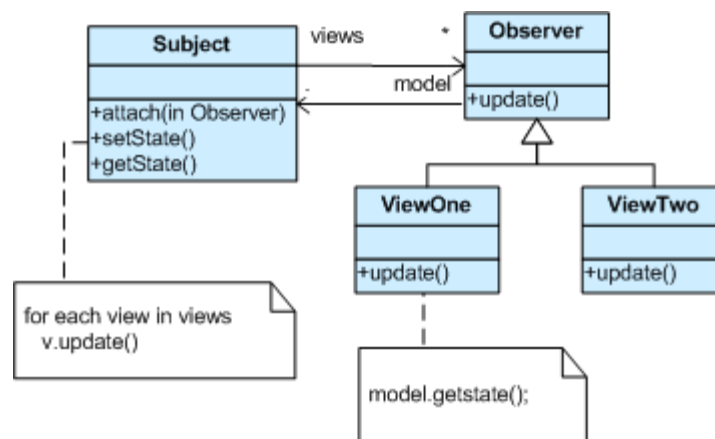 Subject
+attach(in Observer)
+setState()
+getState()
views
*
model
Observer
+update()
ViewOne
+update()
ViewTwo
+update()
for each view in views
v.update()
model.getstate();